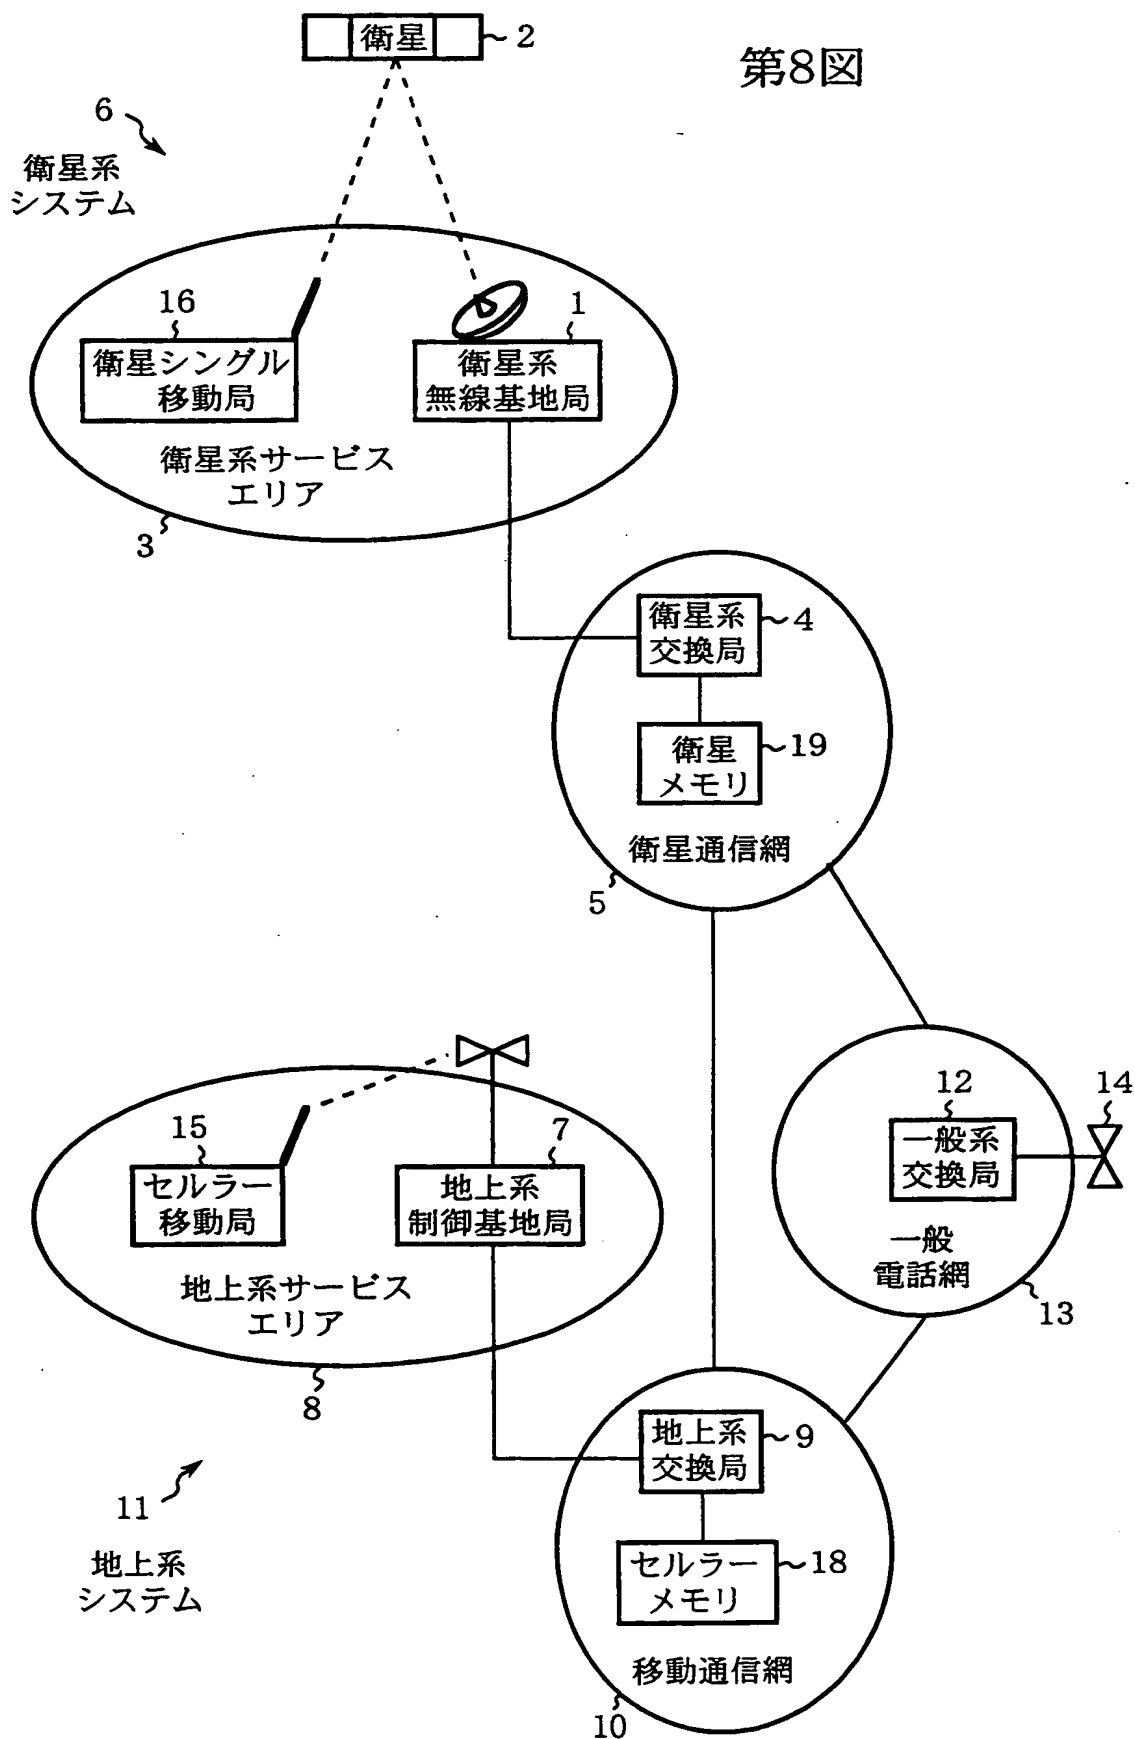 第8図
衛星
2
6
衛星系
システム
16
衛星シングル
移動局
1
衛星系
無線基地局
衛星系サービス
エリア
3
衛星系
交換局
4
衛星
メモリ
19
衛星通信網
5
15
セルラー
移動局
7
地上系
制御基地局
地上系サービス
エリア
8
12
一般系
交換局
14
一般
電話網
13
地上系
交換局
9
セルラー
メモリ
18
移動通信網
10
11
地上系
システム